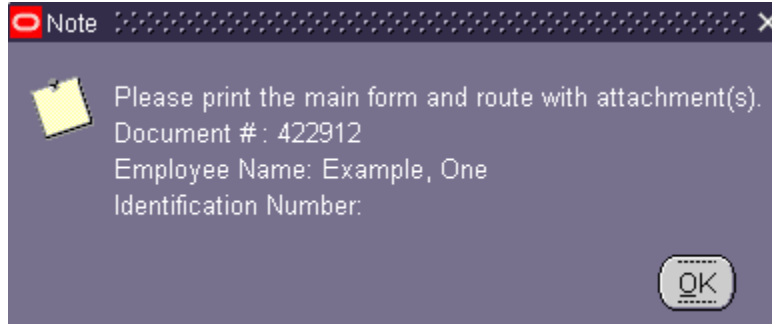 Note
Please print the main form and route with attachment(s).
Document # : 422912
Employee Name: Example, One
Identification Number:
OK